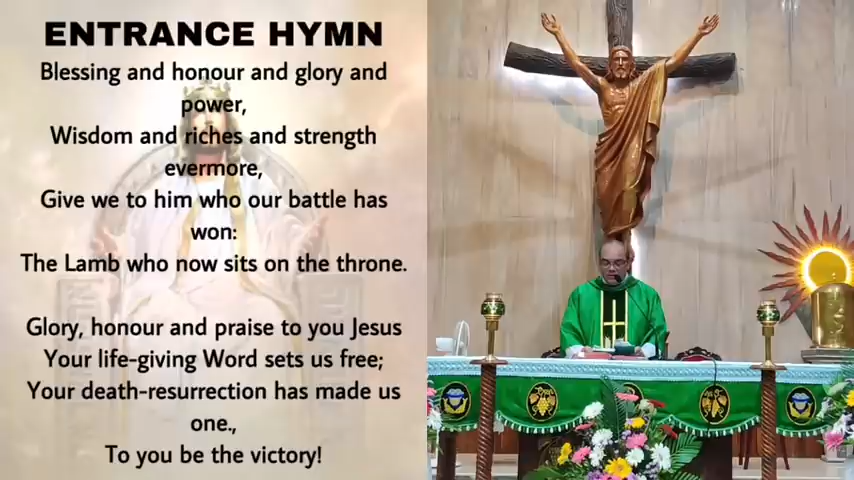 ENTRANCE HYMN
Blessing and honour and glory and
power,
Wisdom and riches and strength
evermore,
Give we to him who our battle has
won:
The Lamb who now sits on the throne.
Glory, honour and praise to you Jesus
Your life-giving Word sets us free;
Your death-resurrection has made us
one.,
To you be the victory!